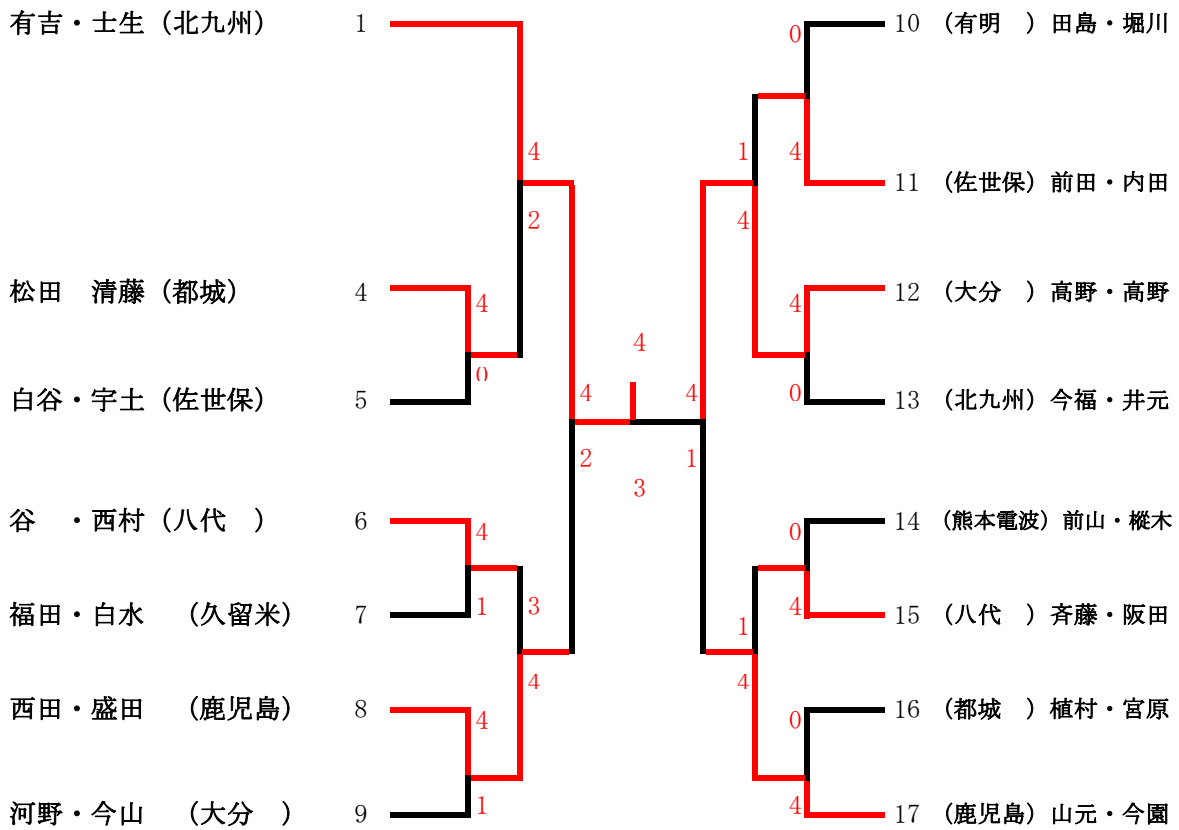 有吉・士生（北九州） 1
松田　清藤（都城） 4
白谷・宇土（佐世保） 5
谷　・西村（八代　） 6
福田・白水　（久留米） 7
西田・盛田　（鹿児島） 8
河野・今山　（大分　） 9
4
2
4
0
4
1
3
4
4
1
4
2
4
3
4
1
1
4
1
4
0
4
4
0
0
4
0
4
10 （有明　）田島・堀川
11 （佐世保）前田・内田
12 （大分　）高野・高野
13 （北九州）今福・井元
14 （熊本電波）前山・樅木
15 （八代　）斉藤・阪田
16 （都城　）植村・宮原
17 （鹿児島）山元・今園